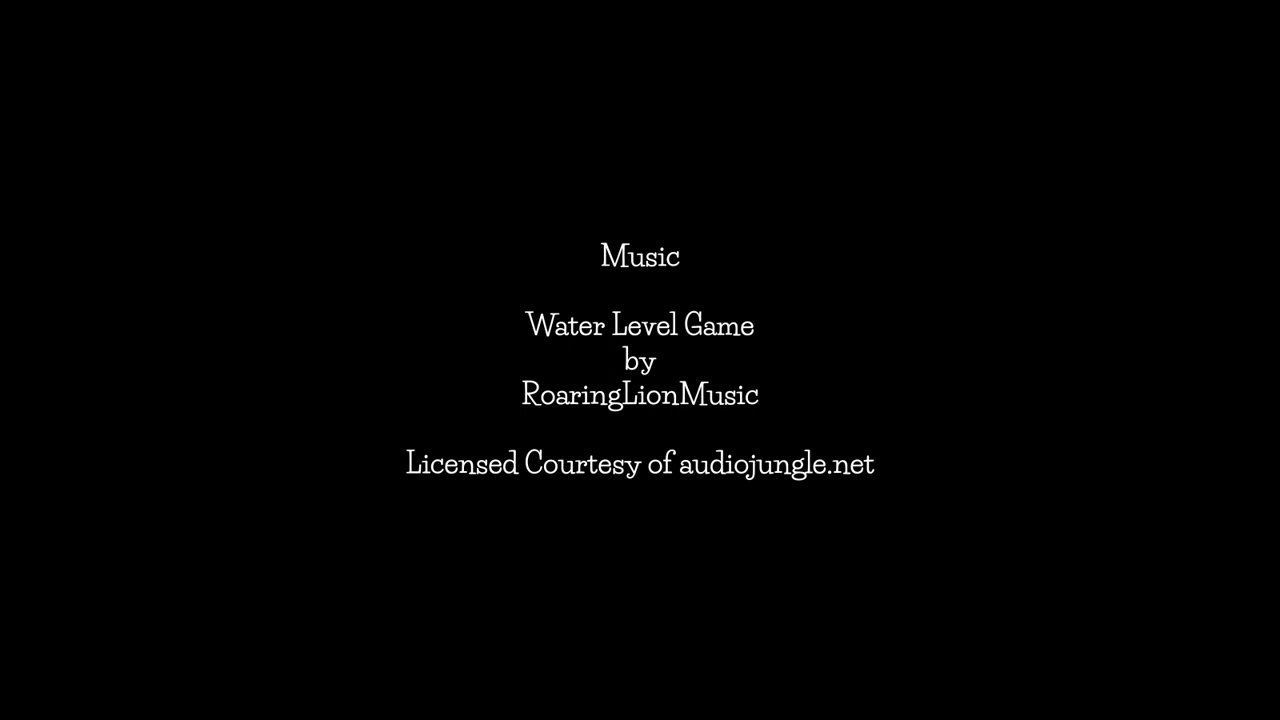 Music
Water Level Game
by
RoaringLionMusic
Licensed Courtesy of audiojungle.net